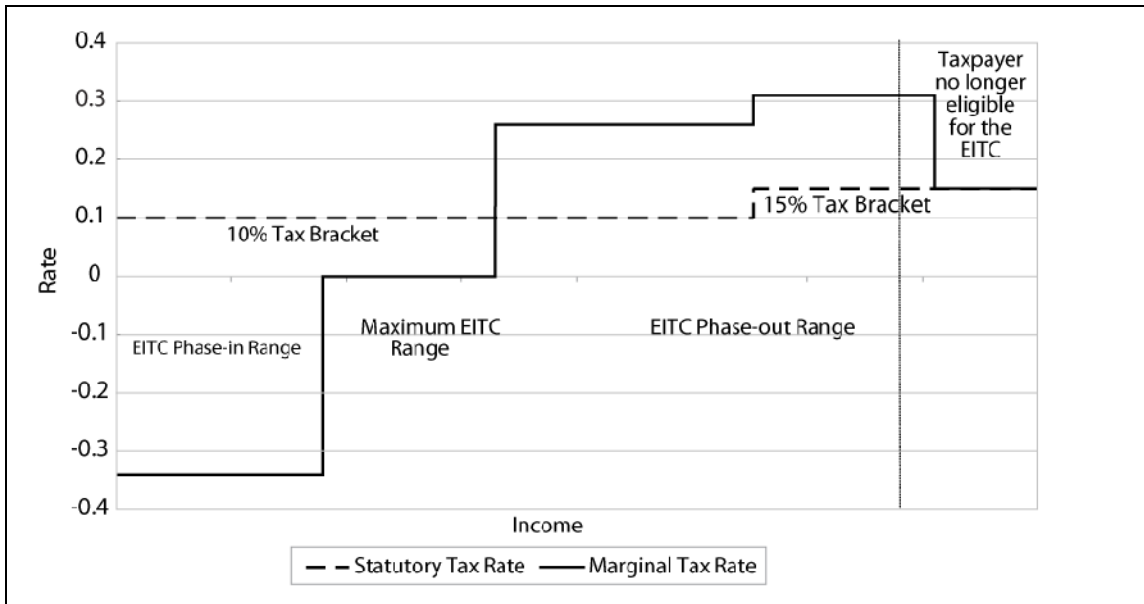 0.4
0.3
0.2
0.1
0
-0.1
-0.2
-0.3
-0.4
Rate
Taxpayer
no longer
eligible
for the
EITC
15% Tax Bracket
10% Tax Bracket
Maximum EITC
Range
EITC Phase-out Range
EITC Phase-in Range
Income
Statutory Tax Rate
Marginal Tax Rate